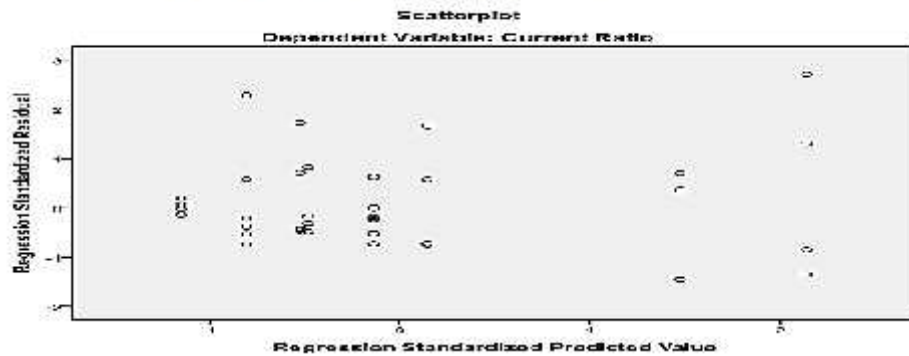 Scatterplot
Dependent Variable: Current Ratio
Regression Standardized Residual
Regression Standardized Predicted Value